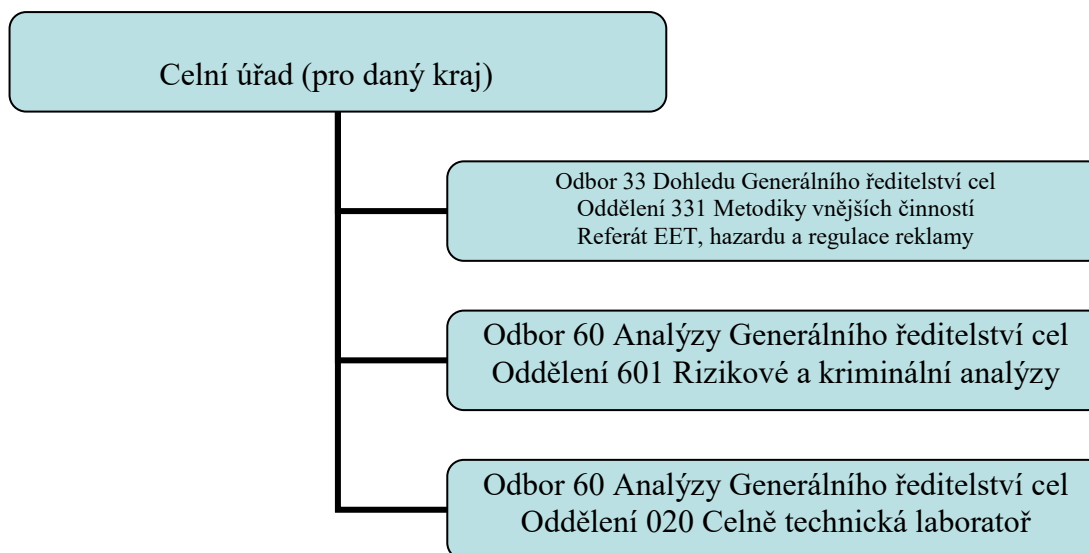 Celní úřad (pro daný kraj)
Odbor 33 Dohledu Generálního ředitelství cel
Oddělení 331 Metodiky vnějších činností
Referát EET, hazardu a regulace reklamy
Odbor 60 Analýzy Generálního ředitelství cel
Oddělení 601 Rizikové a kriminální analýzy
Odbor 60 Analýzy Generálního ředitelství cel
Oddělení 020 Celně technická laboratoř